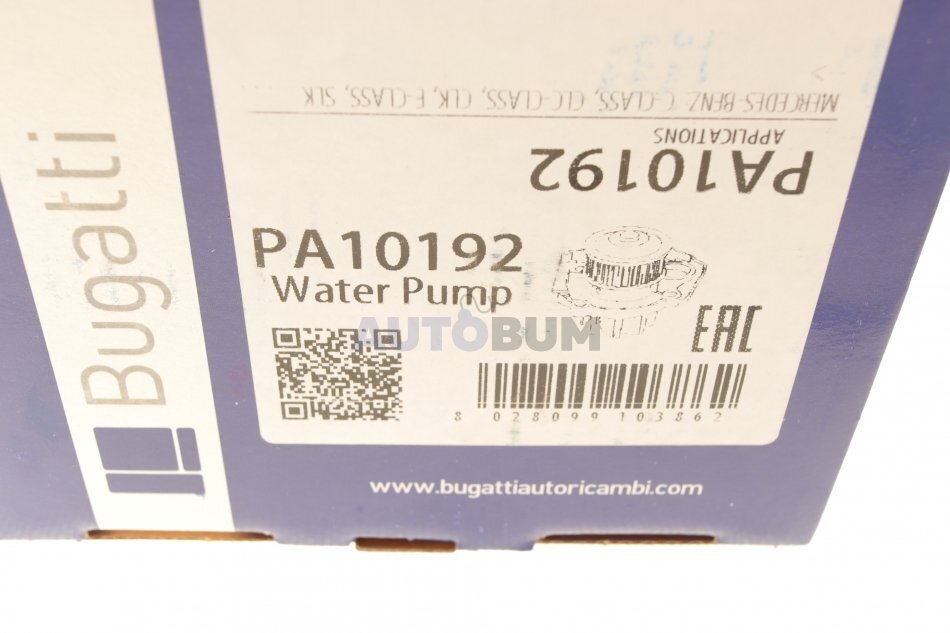 MERCEDES-BENZ C-CLASS, CLC-CLASS, CLK, E-CLASS, SLK
APPLICATIONS
PA10192
PA10192
Water Pump
AUTOBUM
EAC
8 028099 103862
Bugatti
www.bugattiautoricambi.com